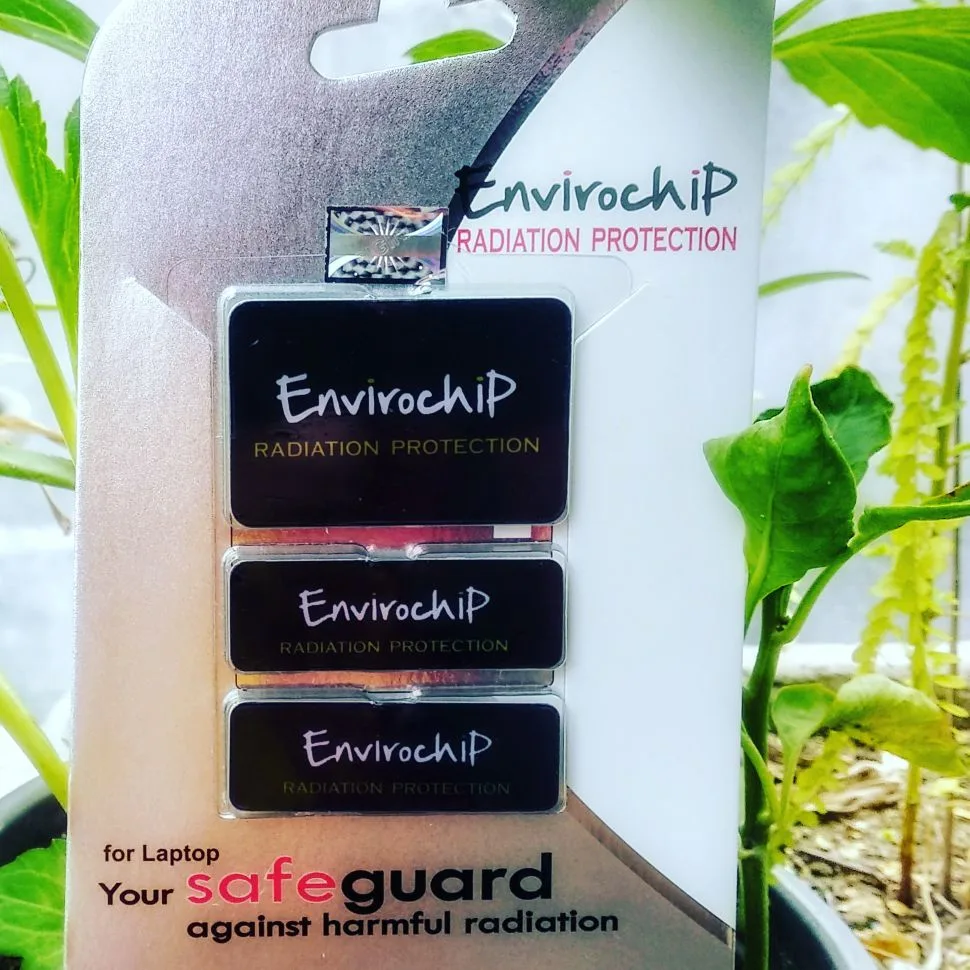 EnvirochiP
RADIATION PROTECTION
EnvirochiP
RADIATION PROTECTION
EnvirochiP
RADIATION PROTECTION
EnvirochiP
RADIATION PROTECTION
for Laptop
Your safeguard
against harmful radiation